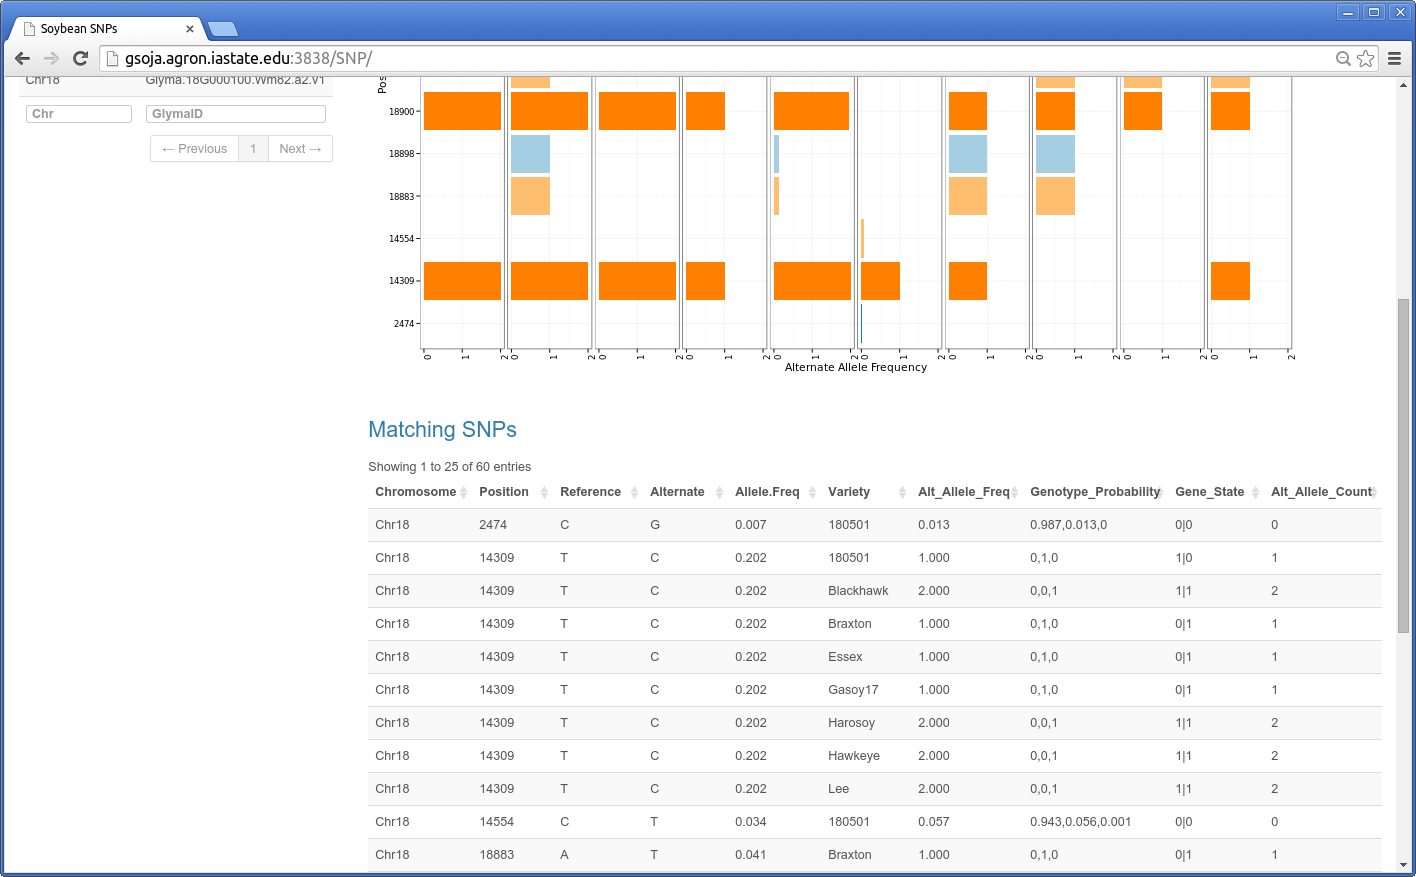 Soybean SNPs
gsoja.agron.iastate.edu:3838/SNP/
Chr18 Glyma.18G000100.Wm82.a2.v1
Chr GlymaID
← Previous 1 Next →
Pos
18900
18898
18883
14554
14309
2474
0 1 2 0 1 2 0 1 2 0 1 2 0 1 2 0 1 2 0 1 2 0 1 2 0 1 2 0 1 2
Alternate Allele Frequency
Matching SNPs
Showing 1 to 25 of 60 entries
Chromosome Position Reference Alternate Allele.Freq Variety Alt_Allele_Freq Genotype_Probability Gene_State Alt_Allele_Count
Chr18 2474 C G 0.007 180501 0.013 0.987,0.013,0 0|0 0
Chr18 14309 T C 0.202 180501 1.000 0,1,0 1|0 1
Chr18 14309 T C 0.202 Blackhawk 2.000 0,0,1 1|1 2
Chr18 14309 T C 0.202 Braxton 1.000 0,1,0 0|1 1
Chr18 14309 T C 0.202 Essex 1.000 0,1,0 0|1 1
Chr18 14309 T C 0.202 Gasoy17 1.000 0,1,0 0|1 1
Chr18 14309 T C 0.202 Harosoy 2.000 0,0,1 1|1 2
Chr18 14309 T C 0.202 Hawkeye 2.000 0,0,1 1|1 2
Chr18 14309 T C 0.202 Lee 2.000 0,0,1 1|1 2
Chr18 14554 C T 0.034 180501 0.057 0.943,0.056,0.001 0|0 0
Chr18 18883 A T 0.041 Braxton 1.000 0,1,0 0|1 1